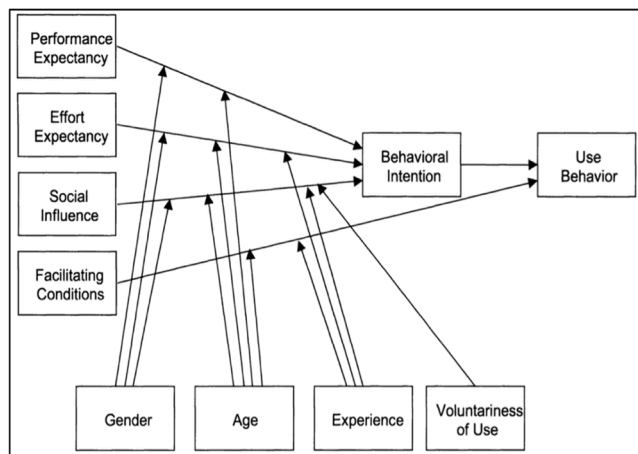 Performance
Expectancy
Effort
Expectancy
Social
Influence
Facilitating
Conditions
Behavioral
Intention
Use
Behavior
Gender
Age
Experience
Voluntariness
of Use